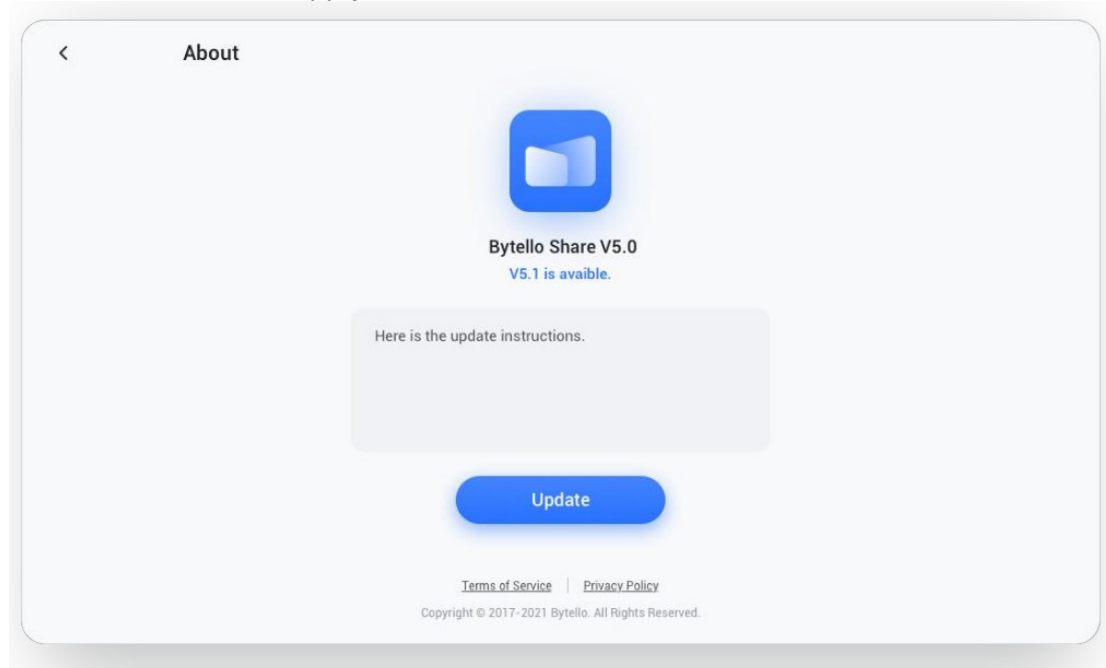 About
Bytello Share V5.0
V5.1 is avaible.
Here is the update instructions.
Update
Terms of Service | Privacy Policy
Copyright © 2017-2021 Bytello. All Rights Reserved.